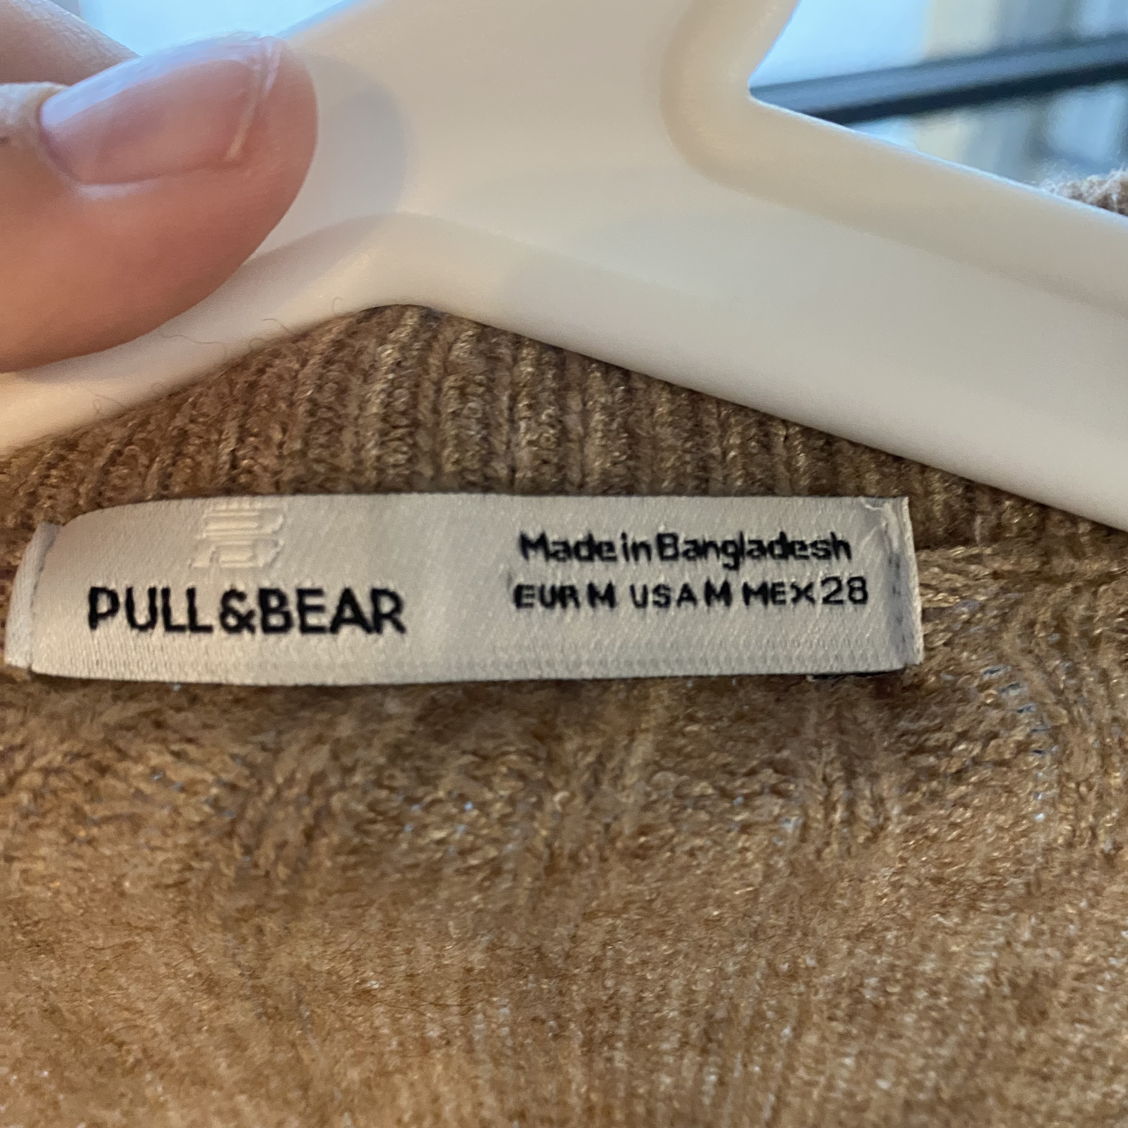 PULL&BEAR
Made in Bangladesh
EUR M USA M MEX 28